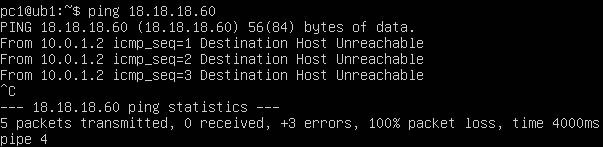 pc1@ub1:~$ ping 18.18.18.60
PING 18.18.18.60 (18.18.18.60) 56(84) bytes of data.
From 10.0.1.2 icmp_seq=1 Destination Host Unreachable
From 10.0.1.2 icmp_seq=2 Destination Host Unreachable
From 10.0.1.2 icmp_seq=3 Destination Host Unreachable
^C
--- 18.18.18.60 ping statistics ---
5 packets transmitted, 0 received, +3 errors, 100% packet loss, time 4000ms
pipe 4